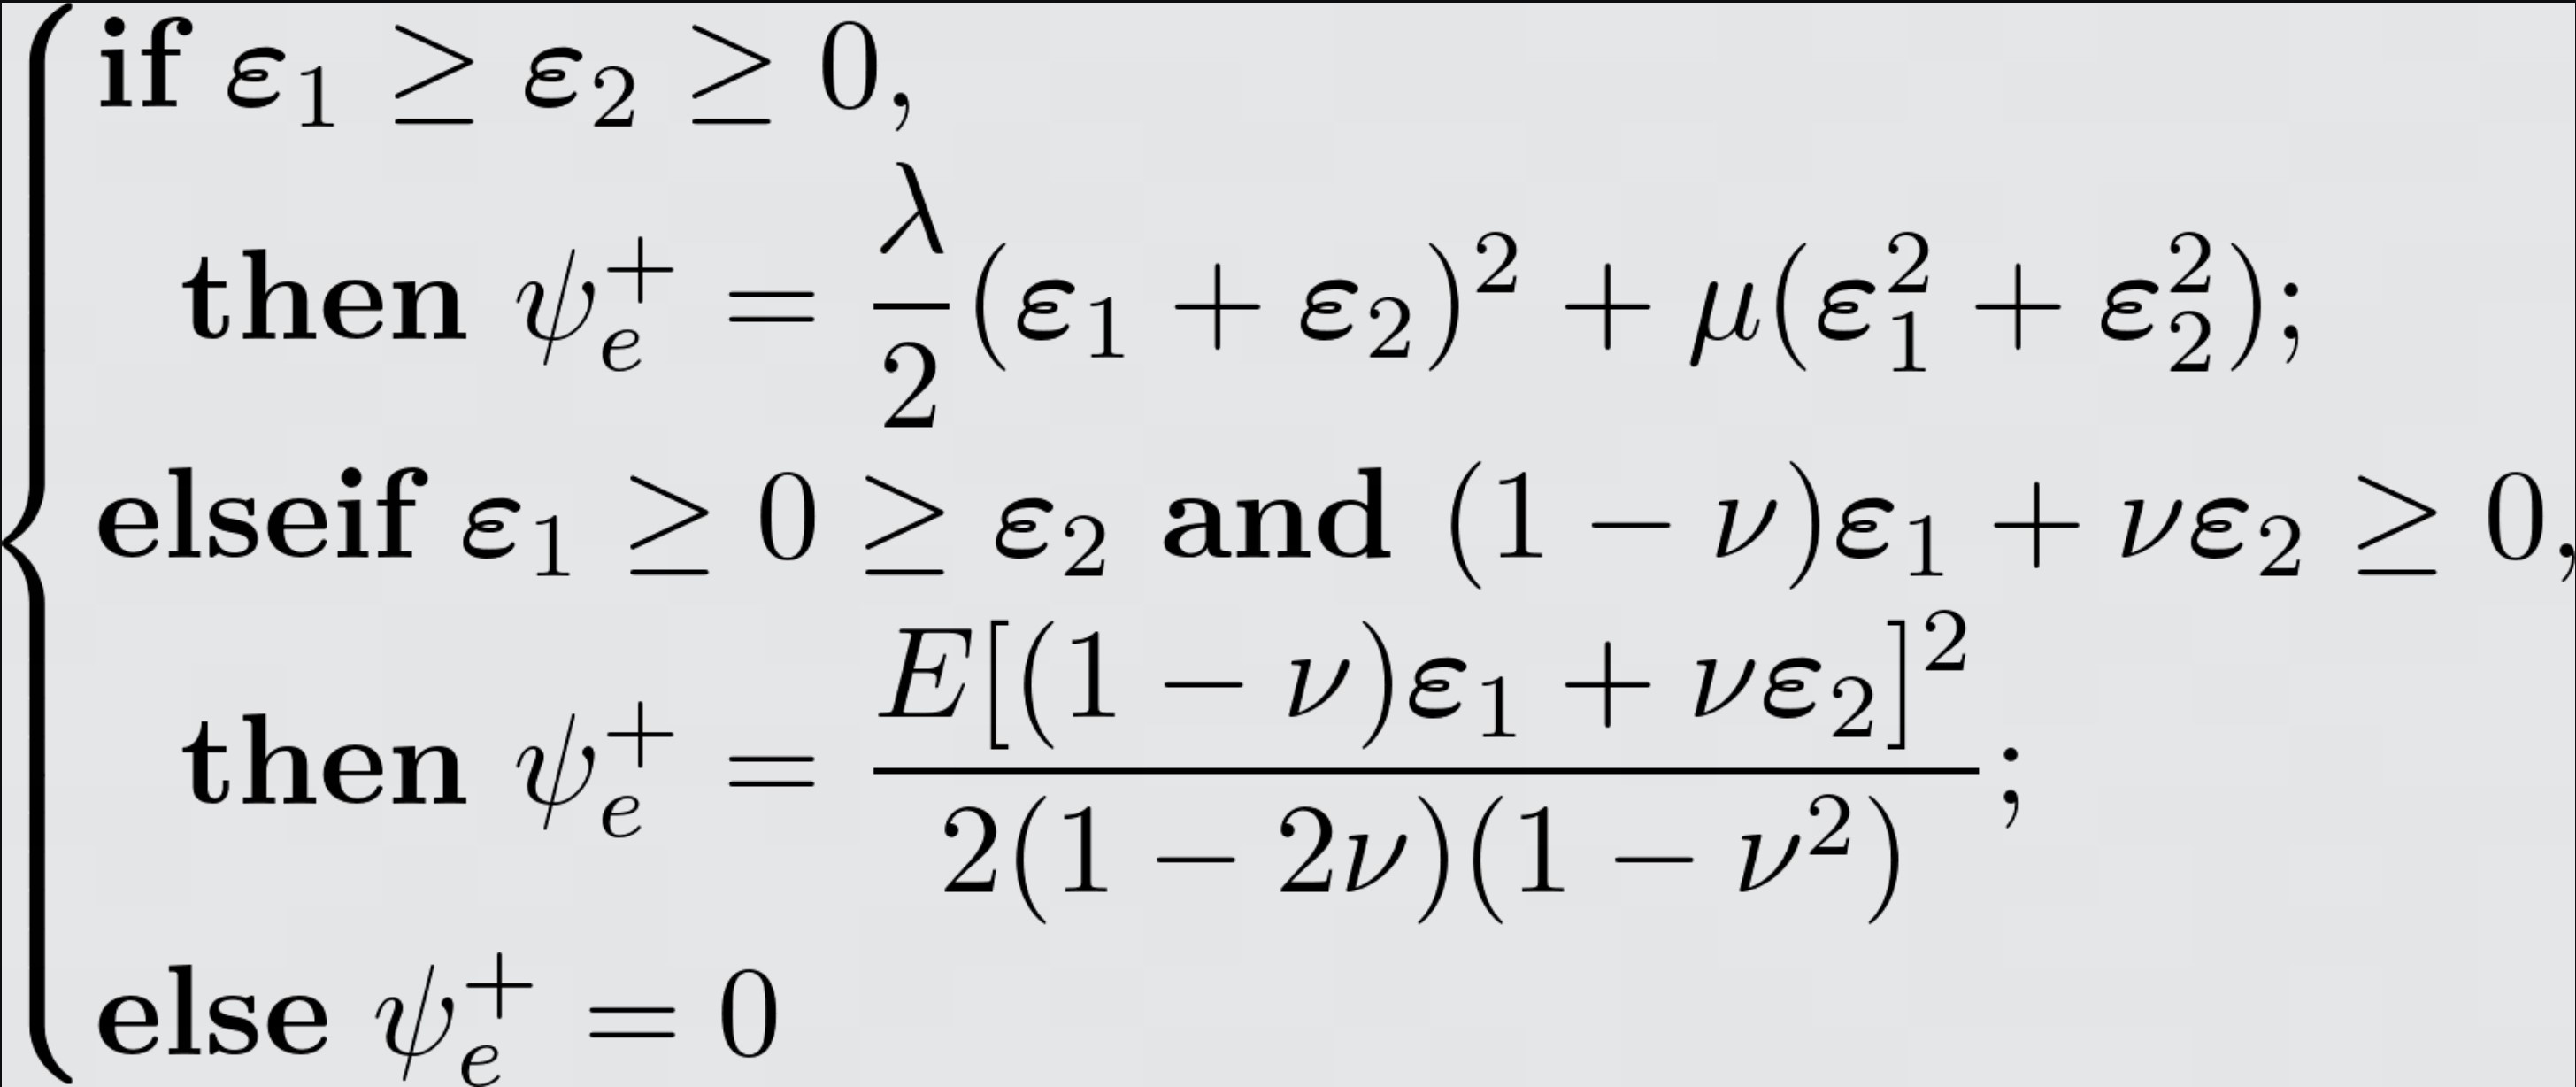 if ε₁ ≥ ε₂ ≥ 0,
then ψₑ⁺ = λ/2 (ε₁ + ε₂)² + μ(ε₁² + ε₂²);
elseif ε₁ ≥ 0 ≥ ε₂ and (1 − ν)ε₁ + νε₂ ≥ 0,
then ψₑ⁺ = E[(1 − ν)ε₁ + νε₂]² / 2(1 − 2ν)(1 − ν²) ;
else ψₑ⁺ = 0